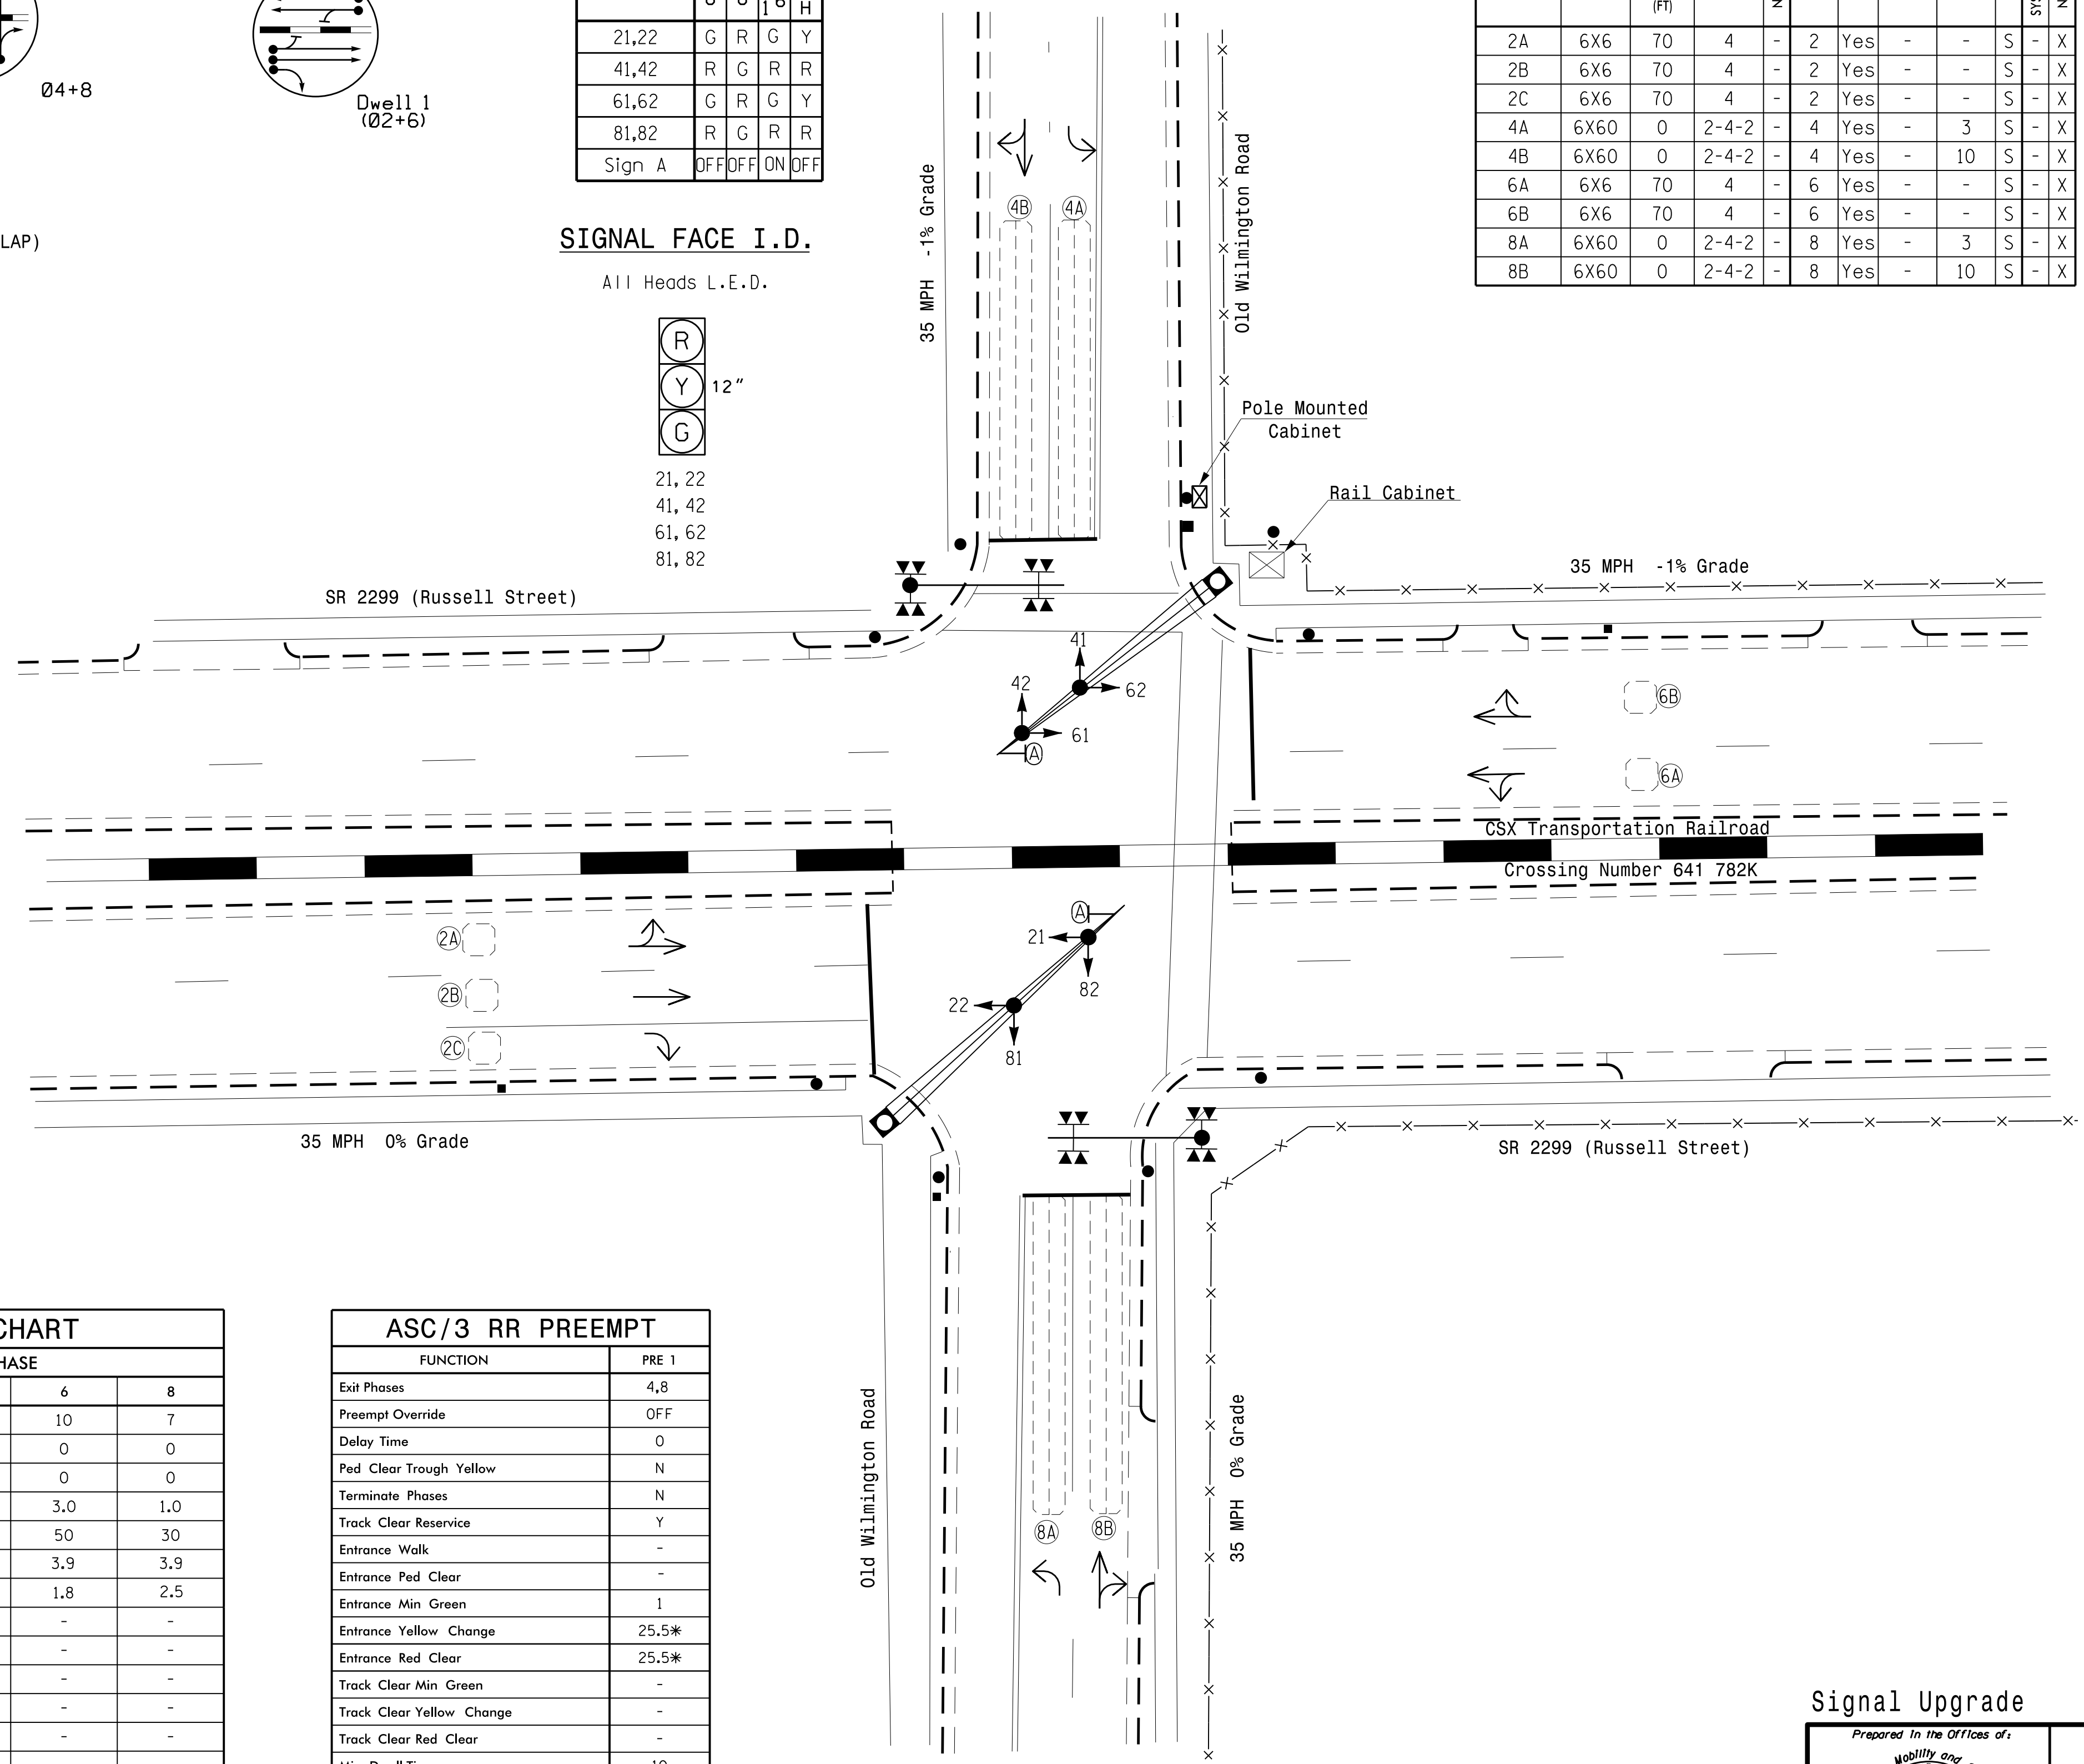 Ø4+8
Dwell 1
(Ø2+6)
LAP)
H
21,22 G R G Y
41,42 R G R R
61,62 G R G Y
81,82 R G R R
Sign A OFF OFF ON OFF
SIGNAL FACE I.D.
All Heads L.E.D.
R
Y 12"
G
21, 22
41, 42
61, 62
81, 82
(FT) N SYS N
2A 6X6 70 4 - 2 Yes - - S - X
2B 6X6 70 4 - 2 Yes - - S - X
2C 6X6 70 4 - 2 Yes - - S - X
4A 6X60 0 2-4-2 - 4 Yes - 3 S - X
4B 6X60 0 2-4-2 - 4 Yes - 10 S - X
6A 6X6 70 4 - 6 Yes - - S - X
6B 6X6 70 4 - 6 Yes - - S - X
8A 6X60 0 2-4-2 - 8 Yes - 3 S - X
8B 6X60 0 2-4-2 - 8 Yes - 10 S - X
35 MPH -1% Grade
4B 4A
Old Wilmington Road
Pole Mounted
Cabinet
Rail Cabinet
35 MPH -1% Grade
SR 2299 (Russell Street)
41
42
62
61
A
6B
6A
CSX Transportation Railroad
Crossing Number 641 782K
2A
2B
2C
A
21
82
22
81
35 MPH 0% Grade
SR 2299 (Russell Street)
Old Wilmington Road
35 MPH 0% Grade
8A 8B
CHART
HASE
6 8
10 7
0 0
0 0
3.0 1.0
50 30
3.9 3.9
1.8 2.5
- -
- -
- -
- -
- -
ASC/3 RR PREEMPT
FUNCTION PRE 1
Exit Phases 4,8
Preempt Override OFF
Delay Time 0
Ped Clear Trough Yellow N
Terminate Phases N
Track Clear Reservice Y
Entrance Walk -
Entrance Ped Clear -
Entrance Min Green 1
Entrance Yellow Change 25.5*
Entrance Red Clear 25.5*
Track Clear Min Green -
Track Clear Yellow Change -
Track Clear Red Clear -
Signal Upgrade
Prepared in the Offices of:
Mobility and